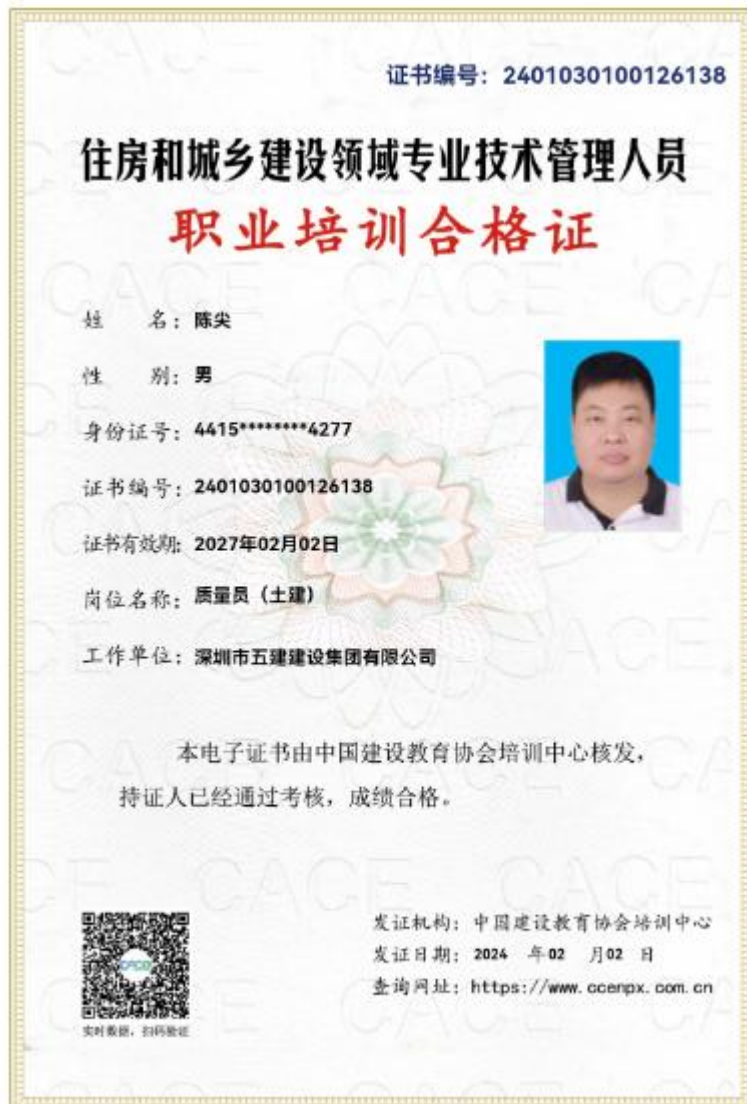 证书编号：2401030100126138
住房和城乡建设领域专业技术管理人员
职业培训合格证
姓 名：陈尖
性 别：男
身份证号：4415********4277
证书编号：2401030100126138
证书有效期：2027年02月02日
岗位名称：质量员（土建）
工作单位：深圳市五建建设集团有限公司
本电子证书由中国建设教育协会培训中心核发，
持证人已经通过考核，成绩合格。
发证机构：中国建设教育协会培训中心
发证日期：2024 年02 月02 日
查询网址：https://www.ccenpx.com.cn
CACE
实时数据，扫码验证